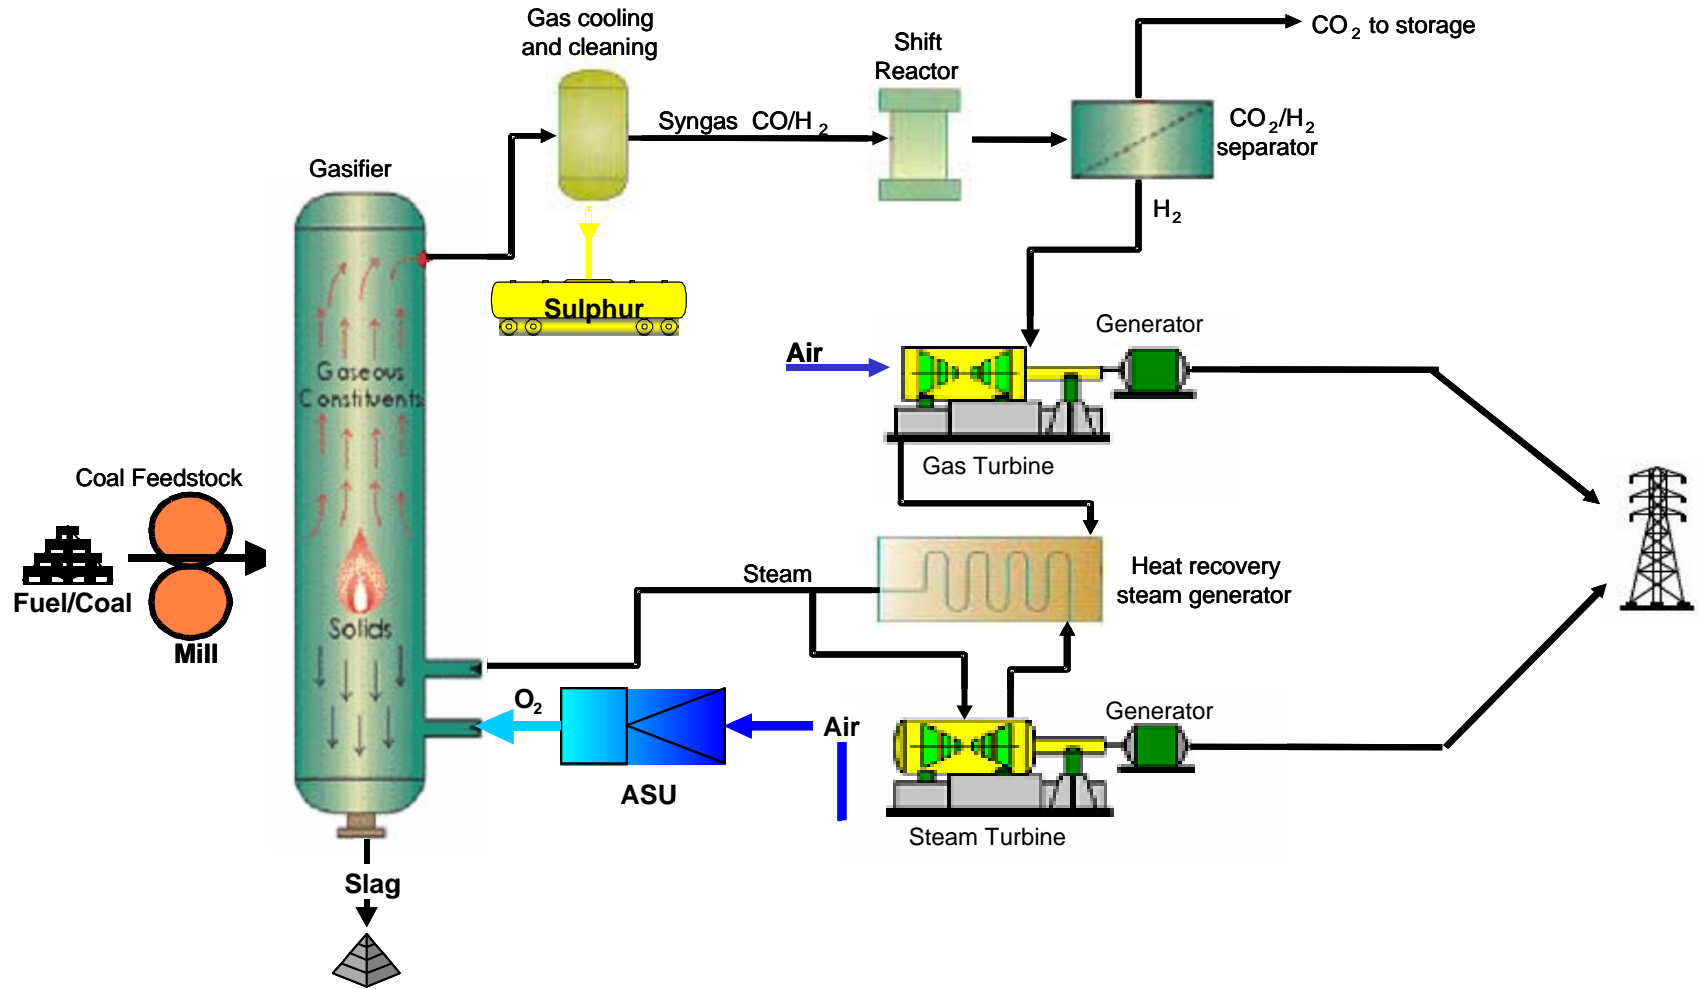 Gas cooling
and cleaning
Shift
Reactor
CO2 to storage
Syngas CO/H2
CO2/H2
separator
Gasifier
H2
Sulphur
Generator
Air
Gaseous
Constituents
Gas Turbine
Coal Feedstock
Steam
Heat recovery
steam generator
Fuel/Coal
Solids
Mill
O2
Air
Generator
ASU
Steam Turbine
Slag